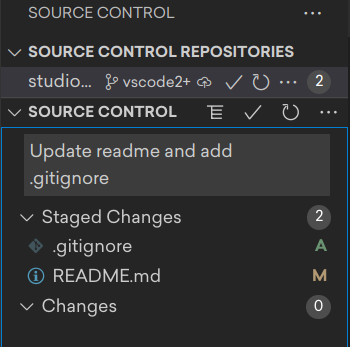 SOURCE CONTROL ...
SOURCE CONTROL REPOSITORIES
studio... vscode2+ ... 2
SOURCE CONTROL ...
Update readme and add
.gitignore
Staged Changes 2
.gitignore A
README.md M
Changes 0